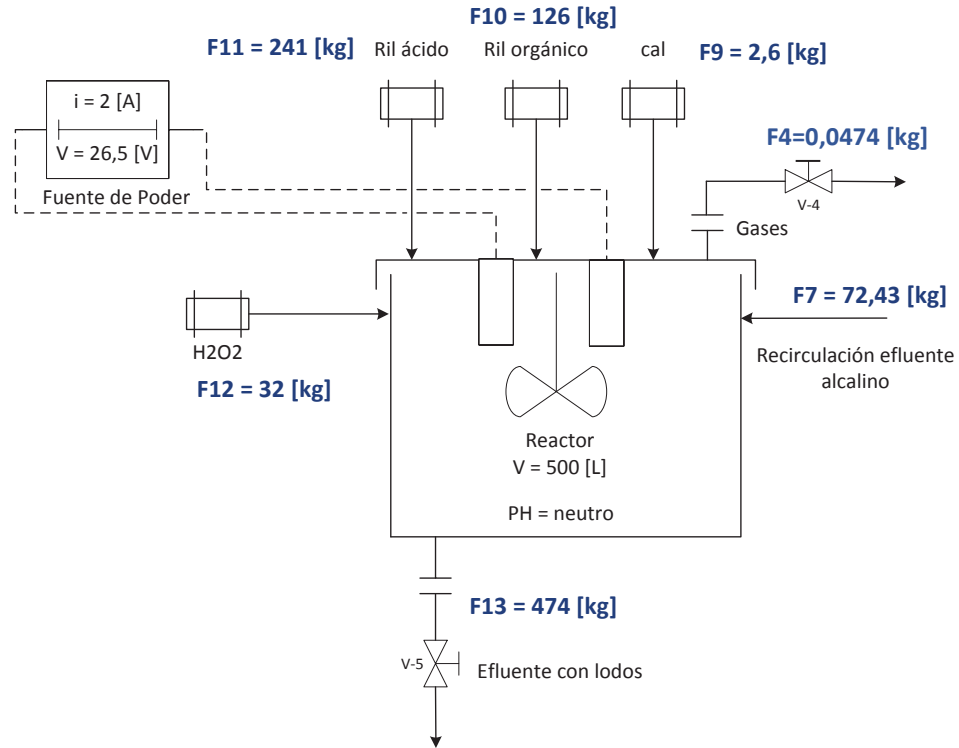 F10 = 126 [kg]
F11 = 241 [kg]
Ril ácido
Ril orgánico
cal
F9 = 2,6 [kg]
i = 2 [A]
V = 26,5 [V]
Fuente de Poder
F4=0,0474 [kg]
V-4
Gases
F7 = 72,43 [kg]
Recirculación efluente
alcalino
H2O2
F12 = 32 [kg]
Reactor
V = 500 [L]
PH = neutro
F13 = 474 [kg]
V-5
Efluente con lodos